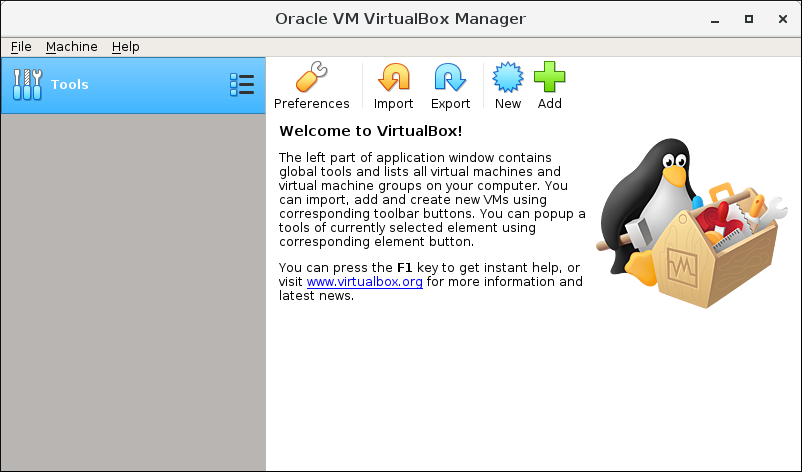 Oracle VM VirtualBox Manager
File Machine Help
Tools
Preferences Import Export New Add
Welcome to VirtualBox!
The left part of application window contains
global tools and lists all virtual machines and
virtual machine groups on your computer. You
can import, add and create new VMs using
corresponding toolbar buttons. You can popup a
tools of currently selected element using
corresponding element button.
You can press the F1 key to get instant help, or
visit www.virtualbox.org for more information and
latest news.